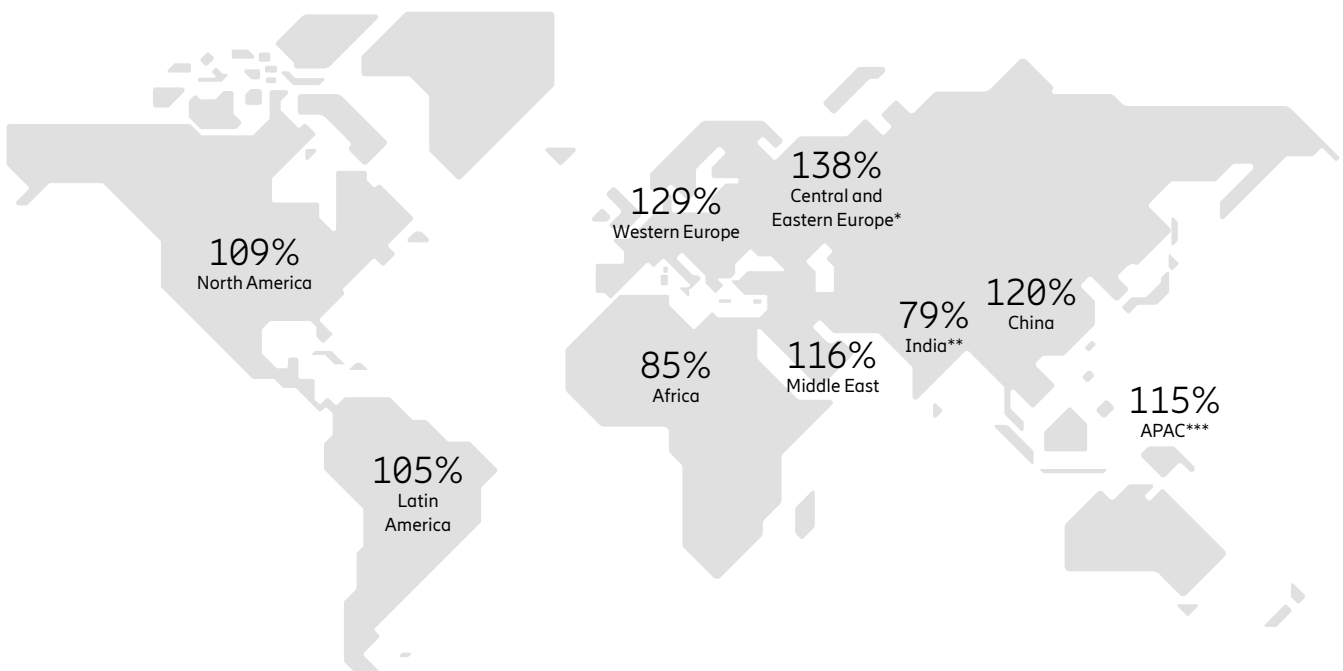 138%
Central and
Eastern Europe*
129%
Western Europe
109%
North America
120%
China
79%
India**
116%
Middle East
85%
Africa
115%
APAC***
105%
Latin
America